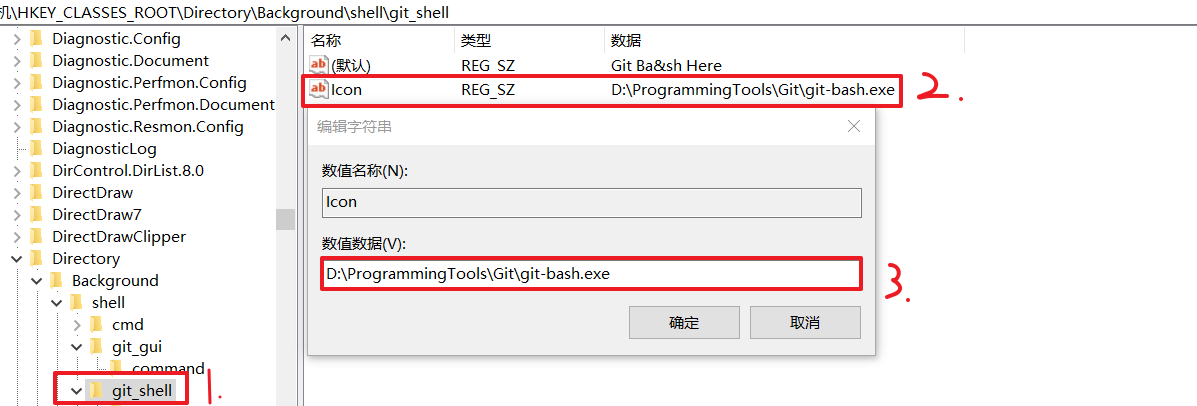 机\HKEY_CLASSES_ROOT\Directory\Background\shell\git_shell
Diagnostic.Config
Diagnostic.Document
Diagnostic.Perfmon.Config
Diagnostic.Perfmon.Document
Diagnostic.Resmon.Config
DiagnosticLog
DirControl.DirList.8.0
DirectDraw
DirectDraw7
DirectDrawClipper
Directory
Background
shell
cmd
git_gui
command
git_shell
1.
名称 类型 数据
ab (默认) REG_SZ Git Ba&sh Here
ab Icon REG_SZ D:\ProgrammingTools\Git\git-bash.exe
2.
编辑字符串
数值名称(N):
Icon
数值数据(V):
D:\ProgrammingTools\Git\git-bash.exe
3.
确定 取消